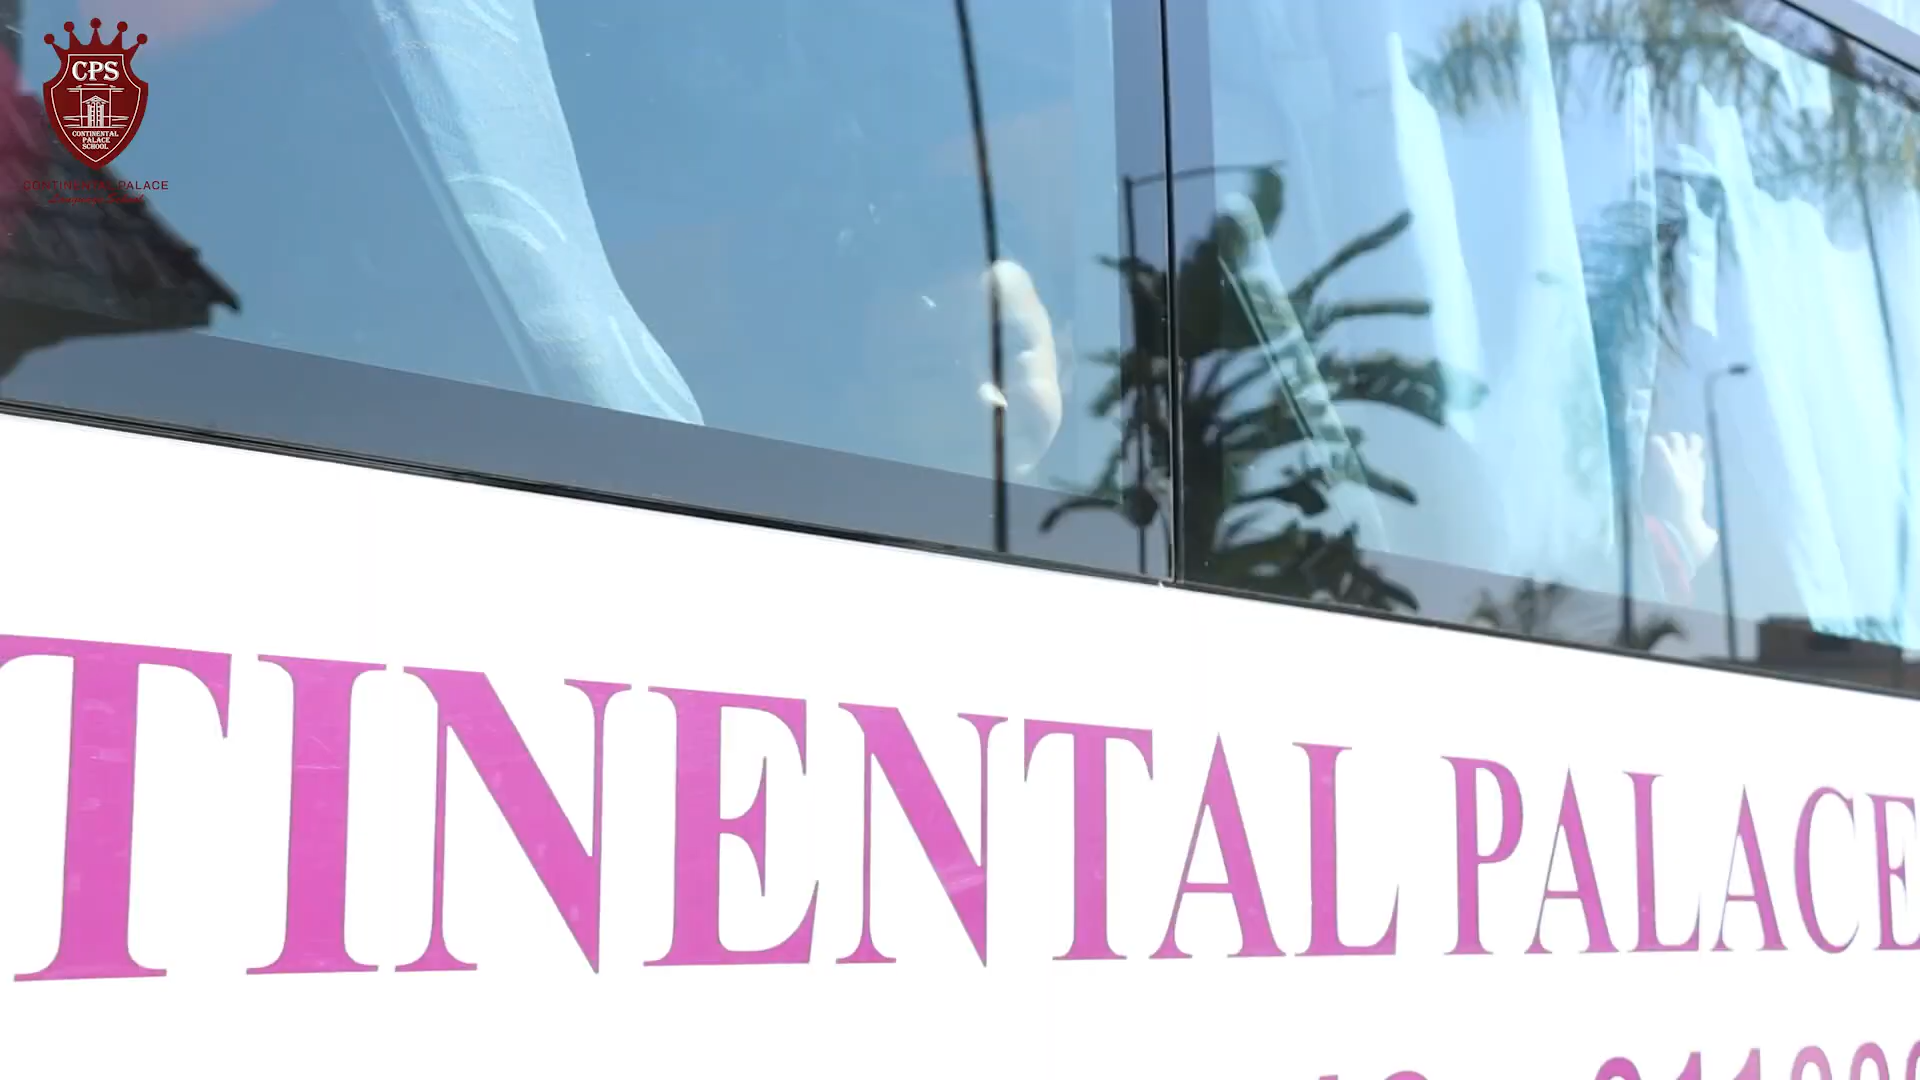 CPS
CONTINENTAL
PALACE
SCHOOL
CONTINENTAL PALACE
TINENTAL PALACE